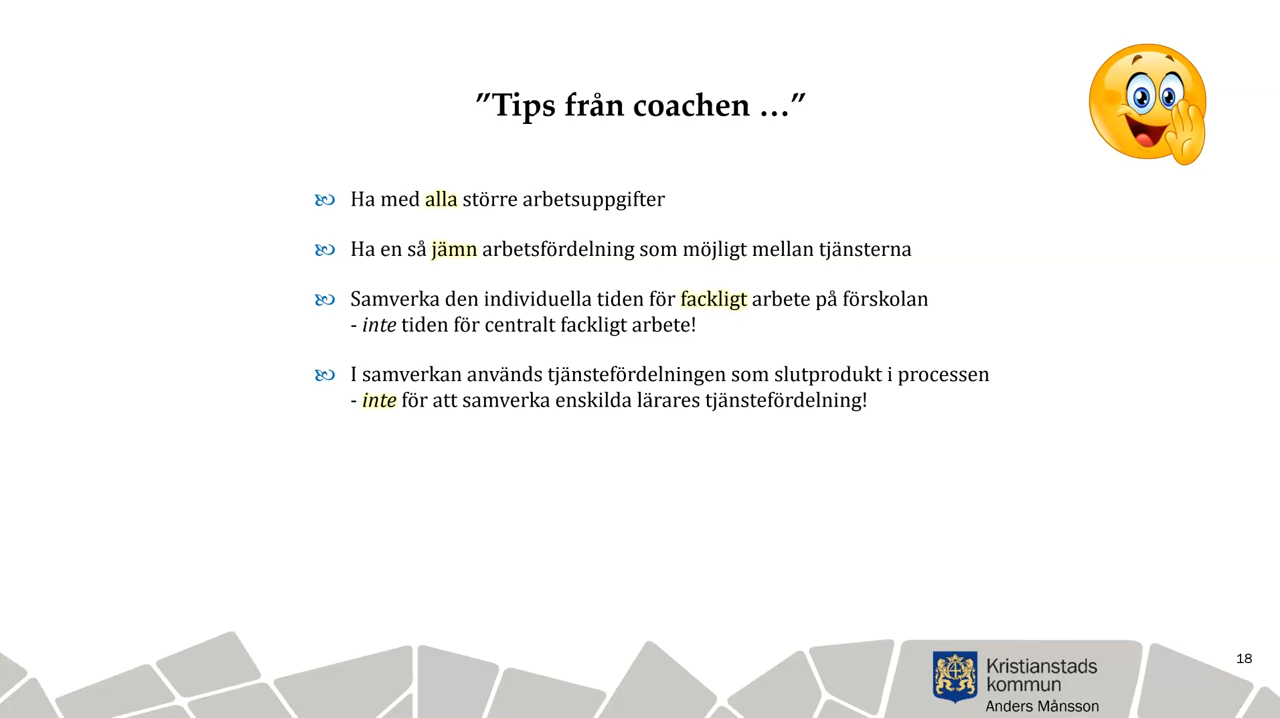 ”Tips från coachen …”
Ha med alla större arbetsuppgifter
Ha en så jämn arbetsfördelning som möjligt mellan tjänsterna
Samverka den individuella tiden för fackligt arbete på förskolan
- inte tiden för centralt fackligt arbete!
I samverkan används tjänstefördelningen som slutprodukt i processen
- inte för att samverka enskilda lärares tjänstefördelning!
18
Kristianstads
kommun
Anders Månsson